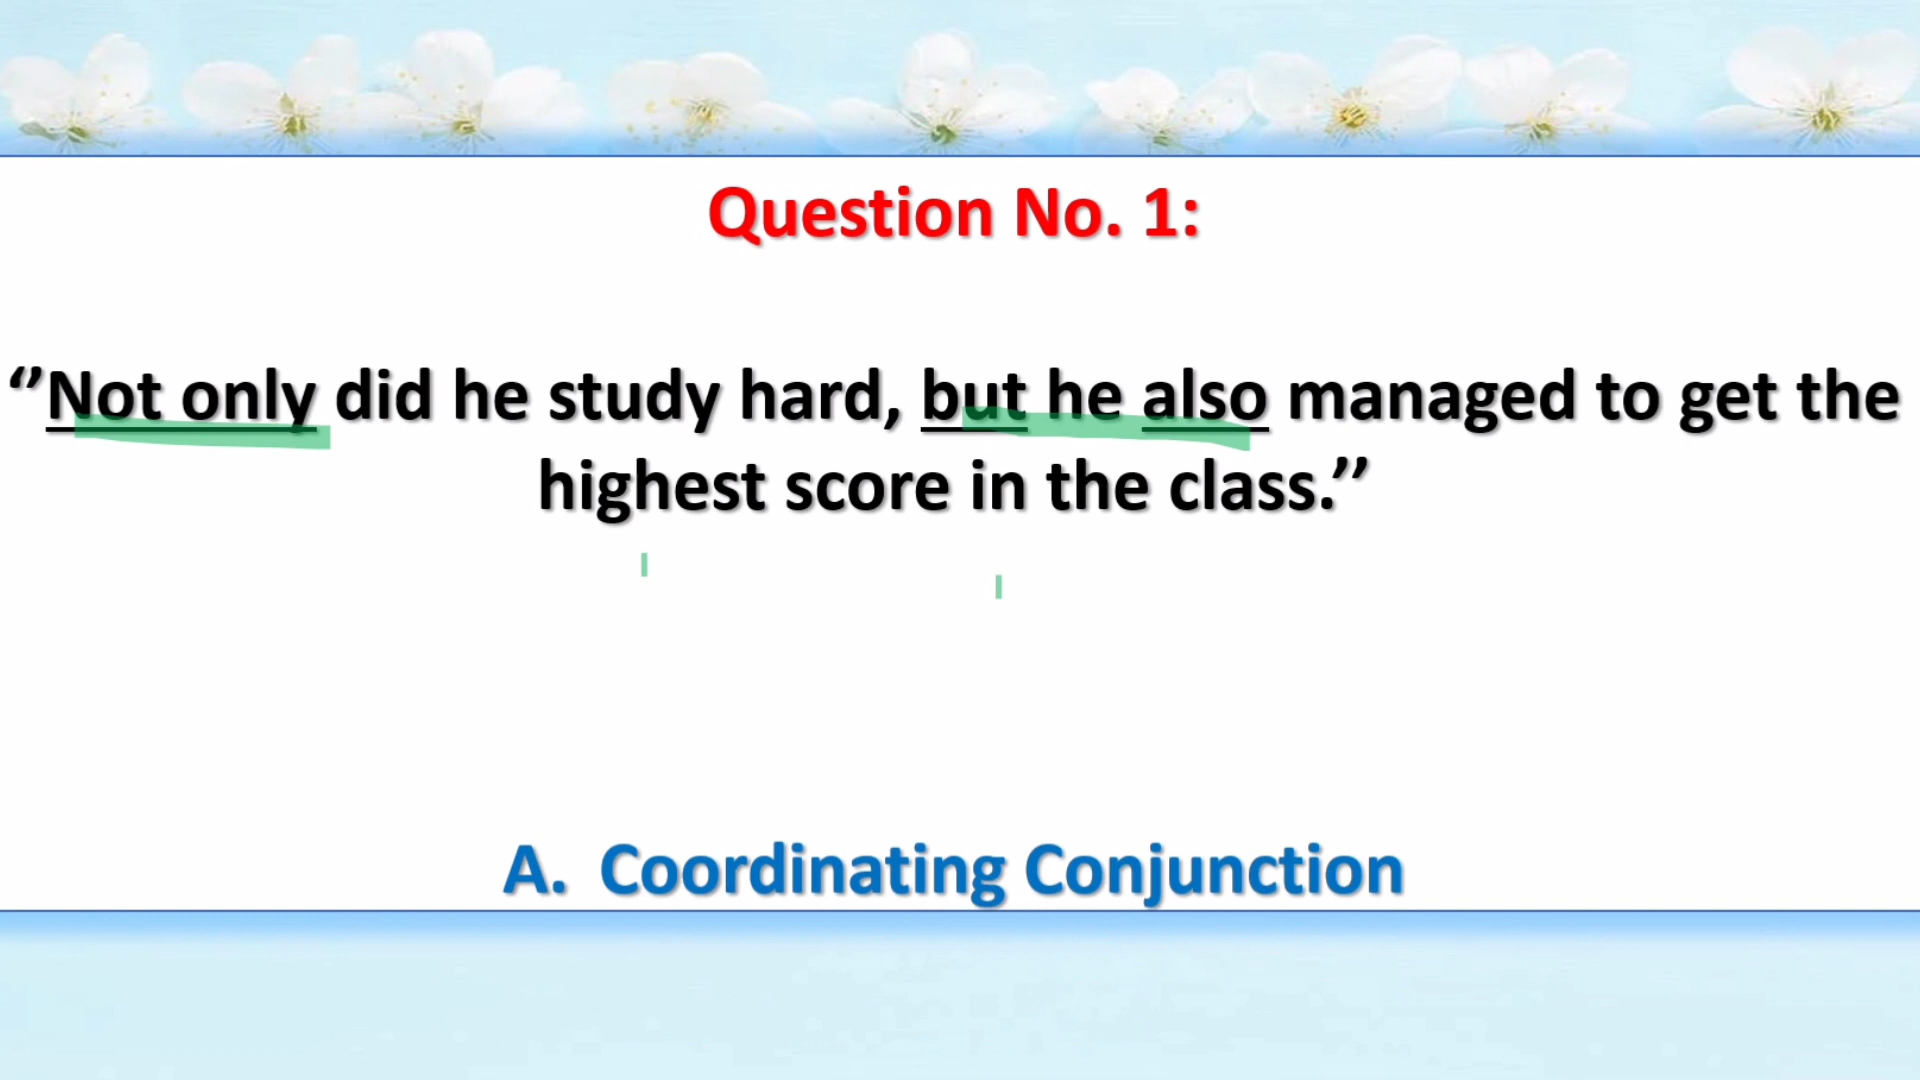 Question No. 1:
‘’Not only did he study hard, but he also managed to get the
highest score in the class.’’
A. Coordinating Conjunction